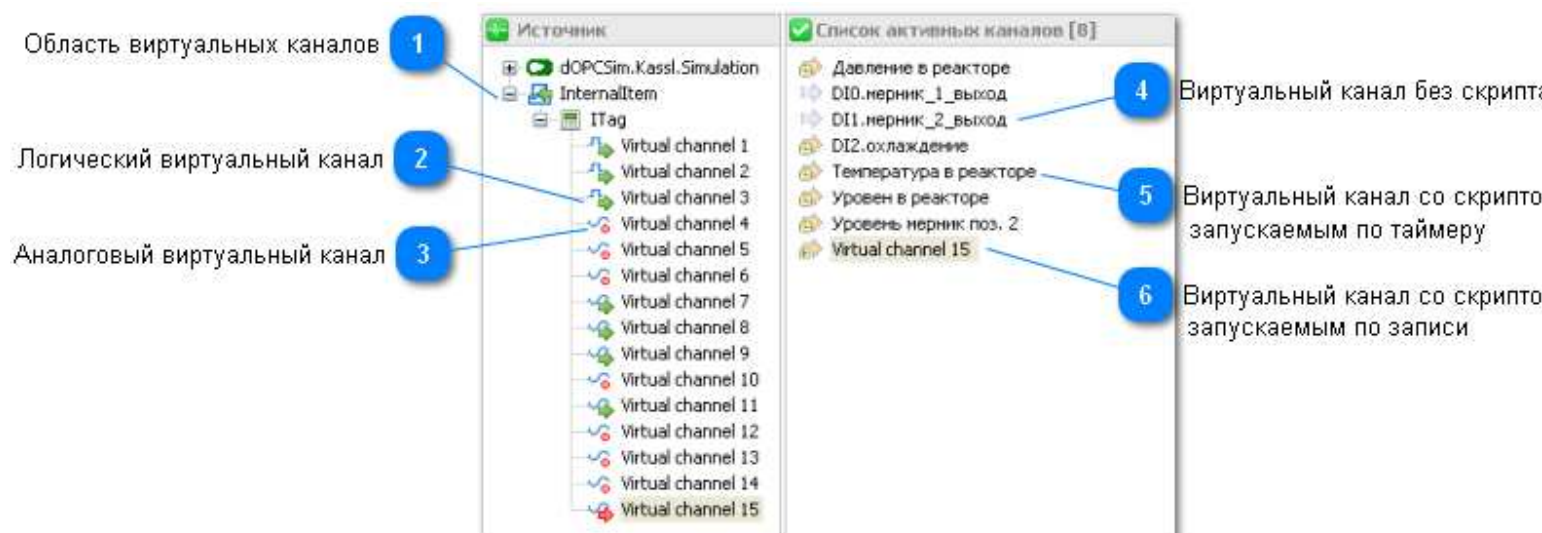 Область виртуальных каналов
1
Логический виртуальный канал
2
Аналоговый виртуальный канал
3
Источник
dOPCSim.Kassl.Simulation
InternalItem
ITag
Virtual channel 1
Virtual channel 2
Virtual channel 3
Virtual channel 4
Virtual channel 5
Virtual channel 6
Virtual channel 7
Virtual channel 8
Virtual channel 9
Virtual channel 10
Virtual channel 11
Virtual channel 12
Virtual channel 13
Virtual channel 14
Virtual channel 15
Список активных каналов [8]
Давление в реакторе
DI0.мерник_1_выход
DI1.мерник_2_выход
DI2.охлаждение
Температура в реакторе
Уровен в реакторе
Уровень мерник поз. 2
Virtual channel 15
4
Виртуальный канал без скрипта
5
Виртуальный канал со скрипто
запускаемым по таймеру
6
Виртуальный канал со скрипто
запускаемым по записи